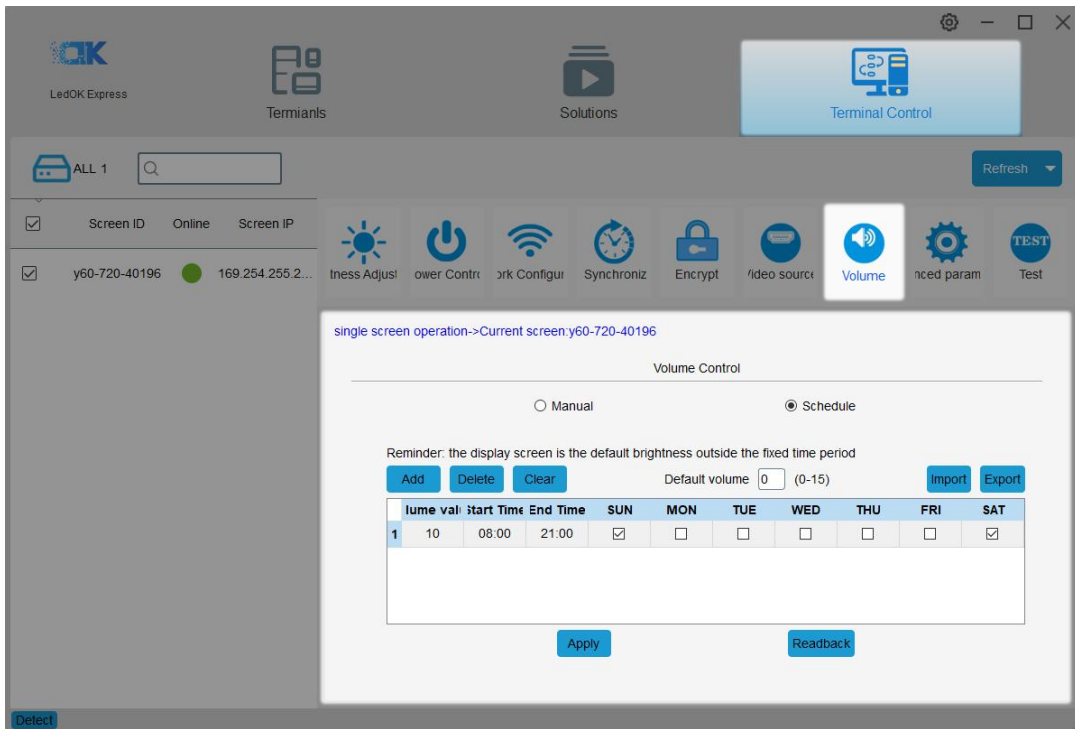 LedOK Express
Termianls
Solutions
Terminal Control
ALL 1
Refresh
Screen ID Online Screen IP
y60-720-40196 169.254.255.2...
tness Adjust ower Contro ork Configur Synchroniz Encrypt Video source Volume nced param Test
TEST
single screen operation->Current screen:y60-720-40196
Volume Control
Manual Schedule
Reminder: the display screen is the default brightness outside the fixed time period
Add Delete Clear Default volume 0 (0-15) Import Export
lume val Start Time End Time SUN MON TUE WED THU FRI SAT
1 10 08:00 21:00
Apply Readback
Detect